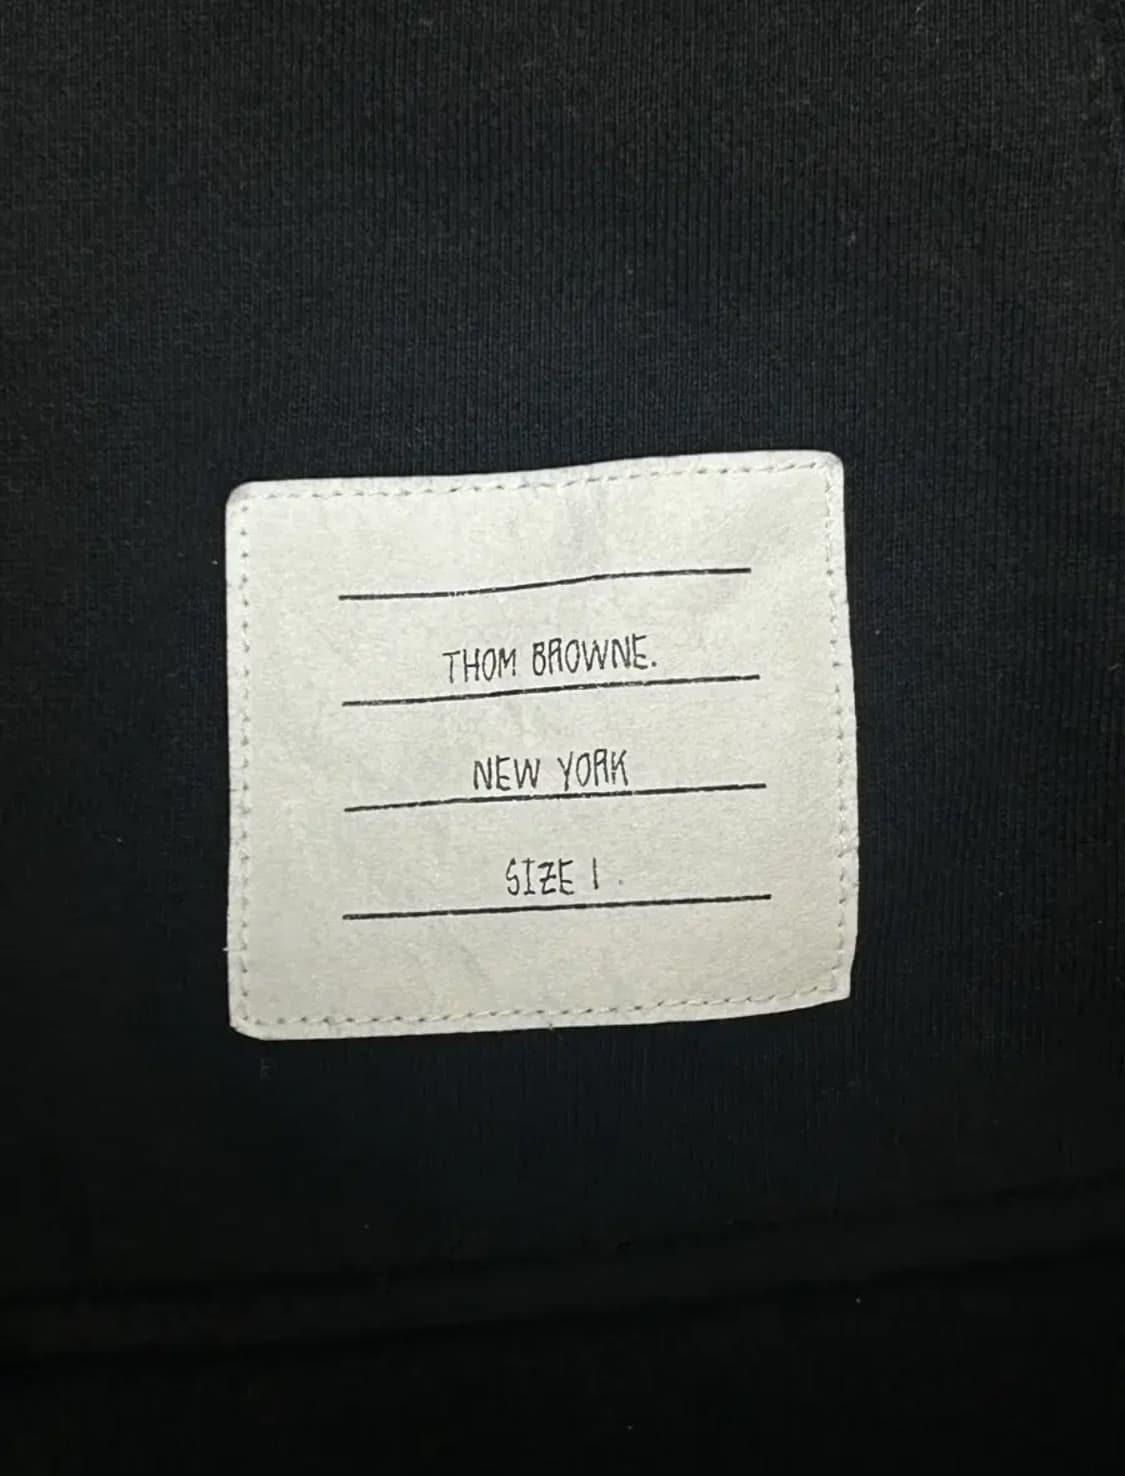 THOM BROWNE.
NEW YORK
SIZE 1.